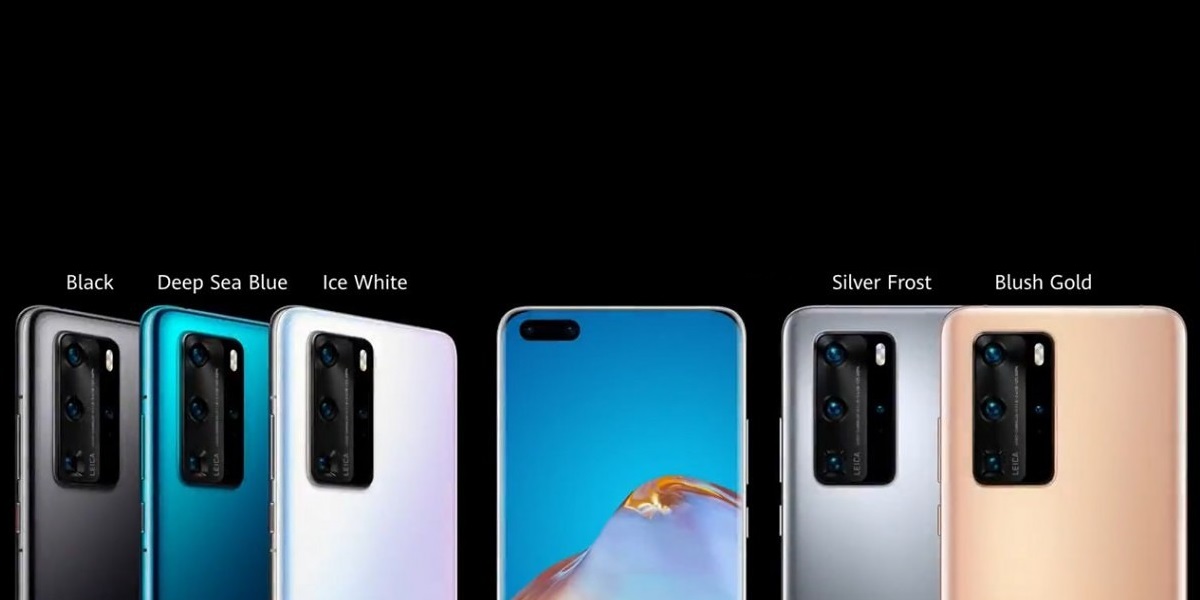 Black
Deep Sea Blue
Ice White
Silver Frost
Blush Gold
LEICA
LEICA
LEICA
LEICA
LEICA